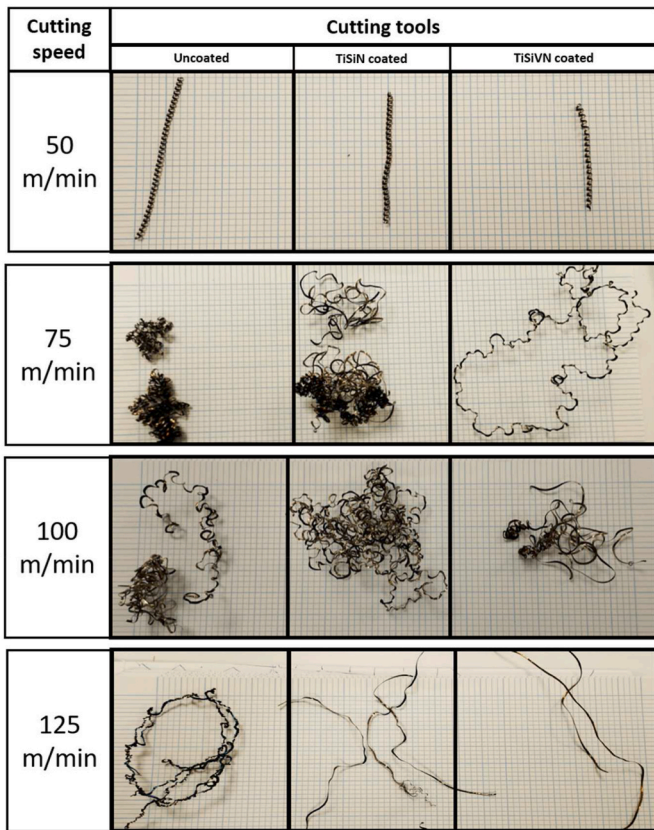 Cutting speed
Cutting tools
Uncoated
TiSiN coated
TiSiVN coated
50 m/min
75 m/min
100 m/min
125 m/min